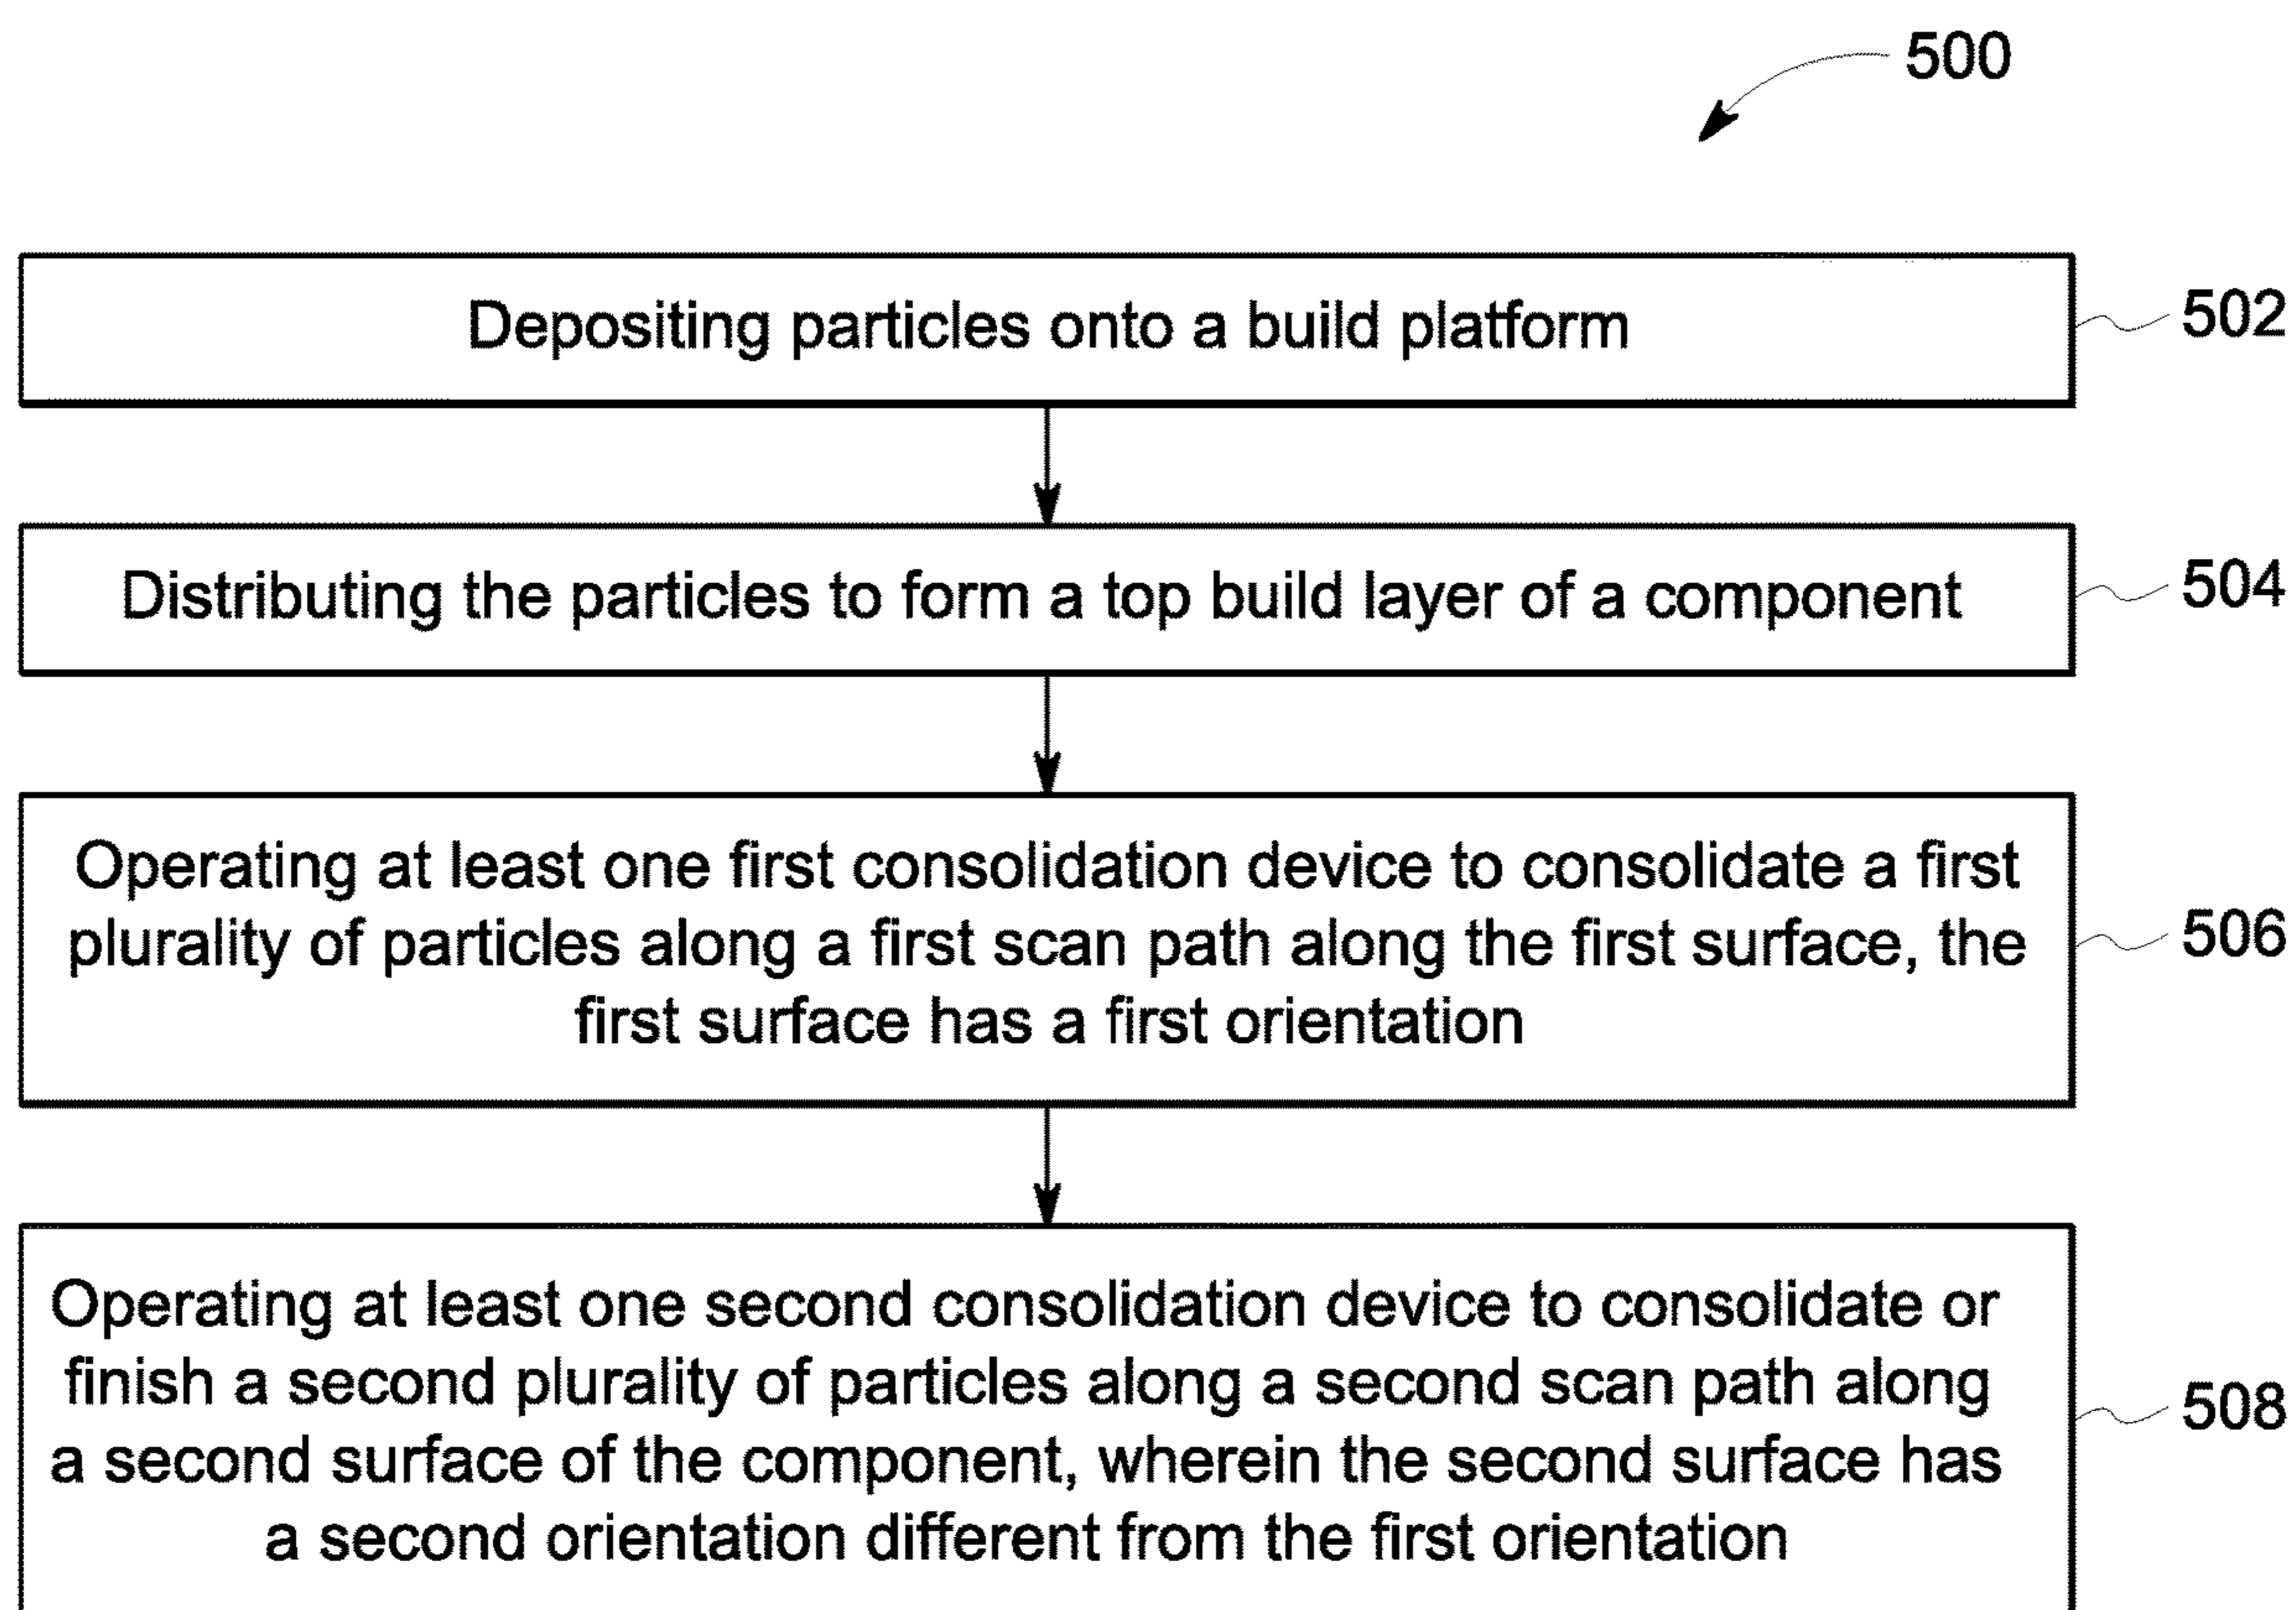 500
Depositing particles onto a build platform
502
Distributing the particles to form a top build layer of a component
504
Operating at least one first consolidation device to consolidate a first
plurality of particles along a first scan path along the first surface, the
first surface has a first orientation
506
Operating at least one second consolidation device to consolidate or
finish a second plurality of particles along a second scan path along
a second surface of the component, wherein the second surface has
a second orientation different from the first orientation
508